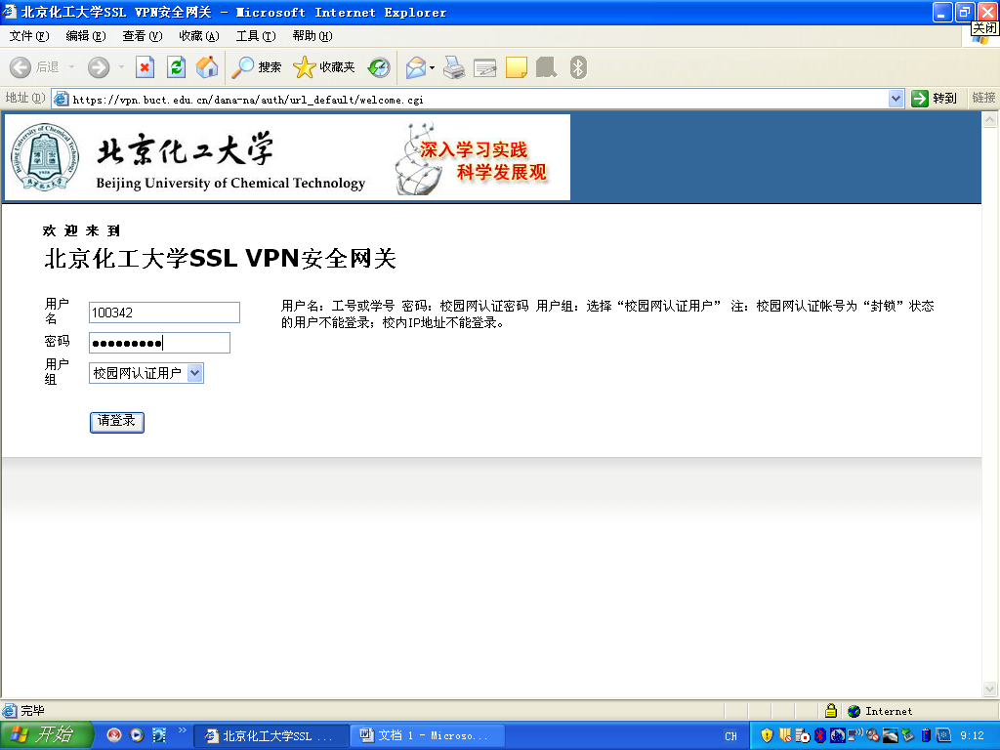 北京化工大学SSL VPN安全网关 - Microsoft Internet Explorer
关闭
文件(F) 编辑(E) 查看(V) 收藏(A) 工具(T) 帮助(H)
后退 搜索 收藏夹
地址(D) https://vpn.buct.edu.cn/dana-na/auth/url_default/welcome.cgi 转到 链接
北京化工大学
Beijing University of Chemical Technology
深入学习实践
科学发展观
欢迎来到
北京化工大学SSL VPN安全网关
用户名 100342
密码 ●●●●●●●●●
用户组 校园网认证用户
请登录
用户名：工号或学号 密码：校园网认证密码 用户组：选择“校园网认证用户” 注：校园网认证帐号为“封锁”状态
的用户不能登录；校内IP地址不能登录。
完毕 Internet
开始 北京化工大学SSL ... 文档 1 - Microso... CH 9:12